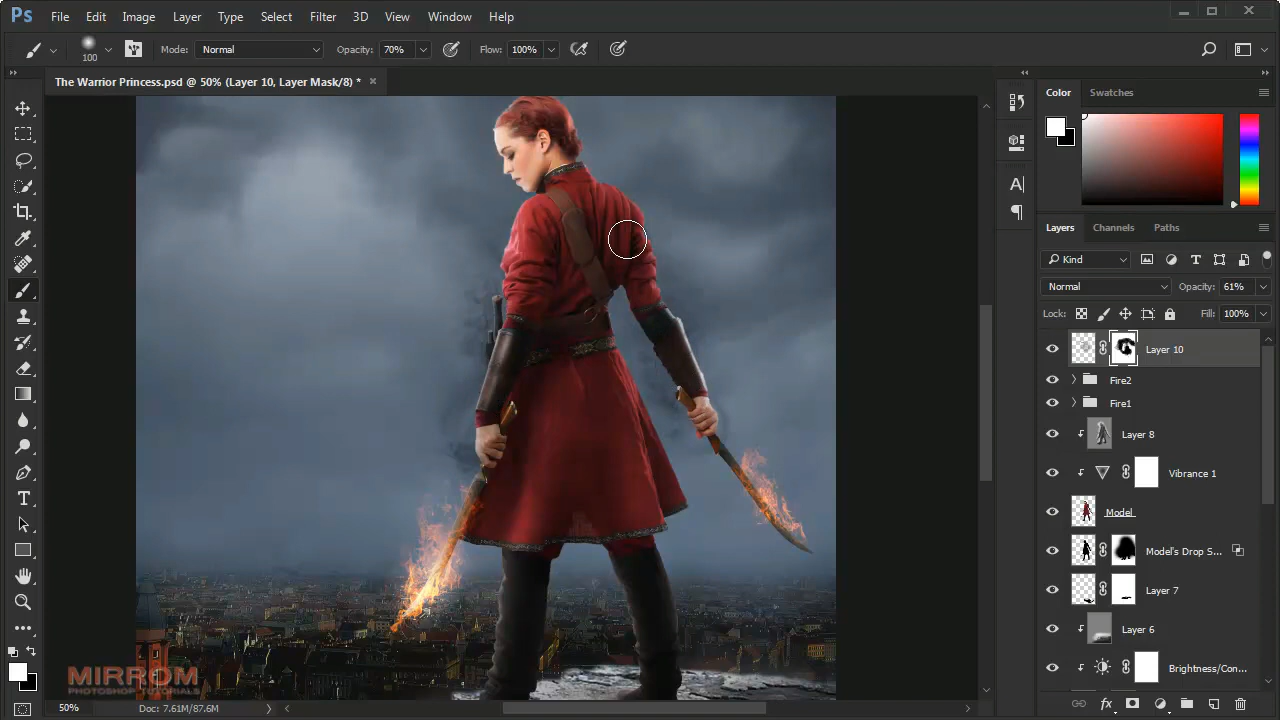 Ps File Edit Image Layer Type Select Filter 3D View Window Help
100 Mode: Normal Opacity: 70% Flow: 100%
The Warrior Princess.psd @ 50% (Layer 10, Layer Mask/8) *
Color Swatches
Layers Channels Paths
Kind
Normal Opacity: 61%
Lock: Fill: 100%
Layer 10
Fire2
Fire1
Layer 8
Vibrance 1
Model
Model's Drop S...
Layer 7
Layer 6
Brightness/Con...
MIRROM
PHOTOSHOP TUTORIALS
50% Doc: 7.61M/87.6M